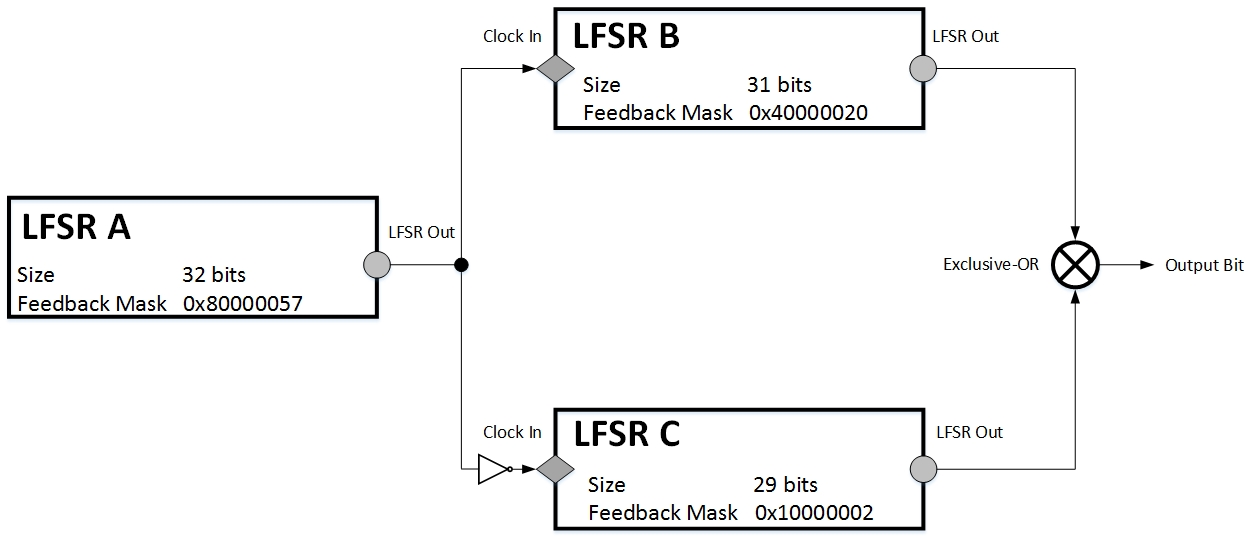 Clock In
LFSR B
LFSR Out
Size 31 bits
Feedback Mask 0x40000020
LFSR A
LFSR Out
Size 32 bits
Feedback Mask 0x80000057
Exclusive-OR
Output Bit
Clock In
LFSR C
LFSR Out
Size 29 bits
Feedback Mask 0x10000002